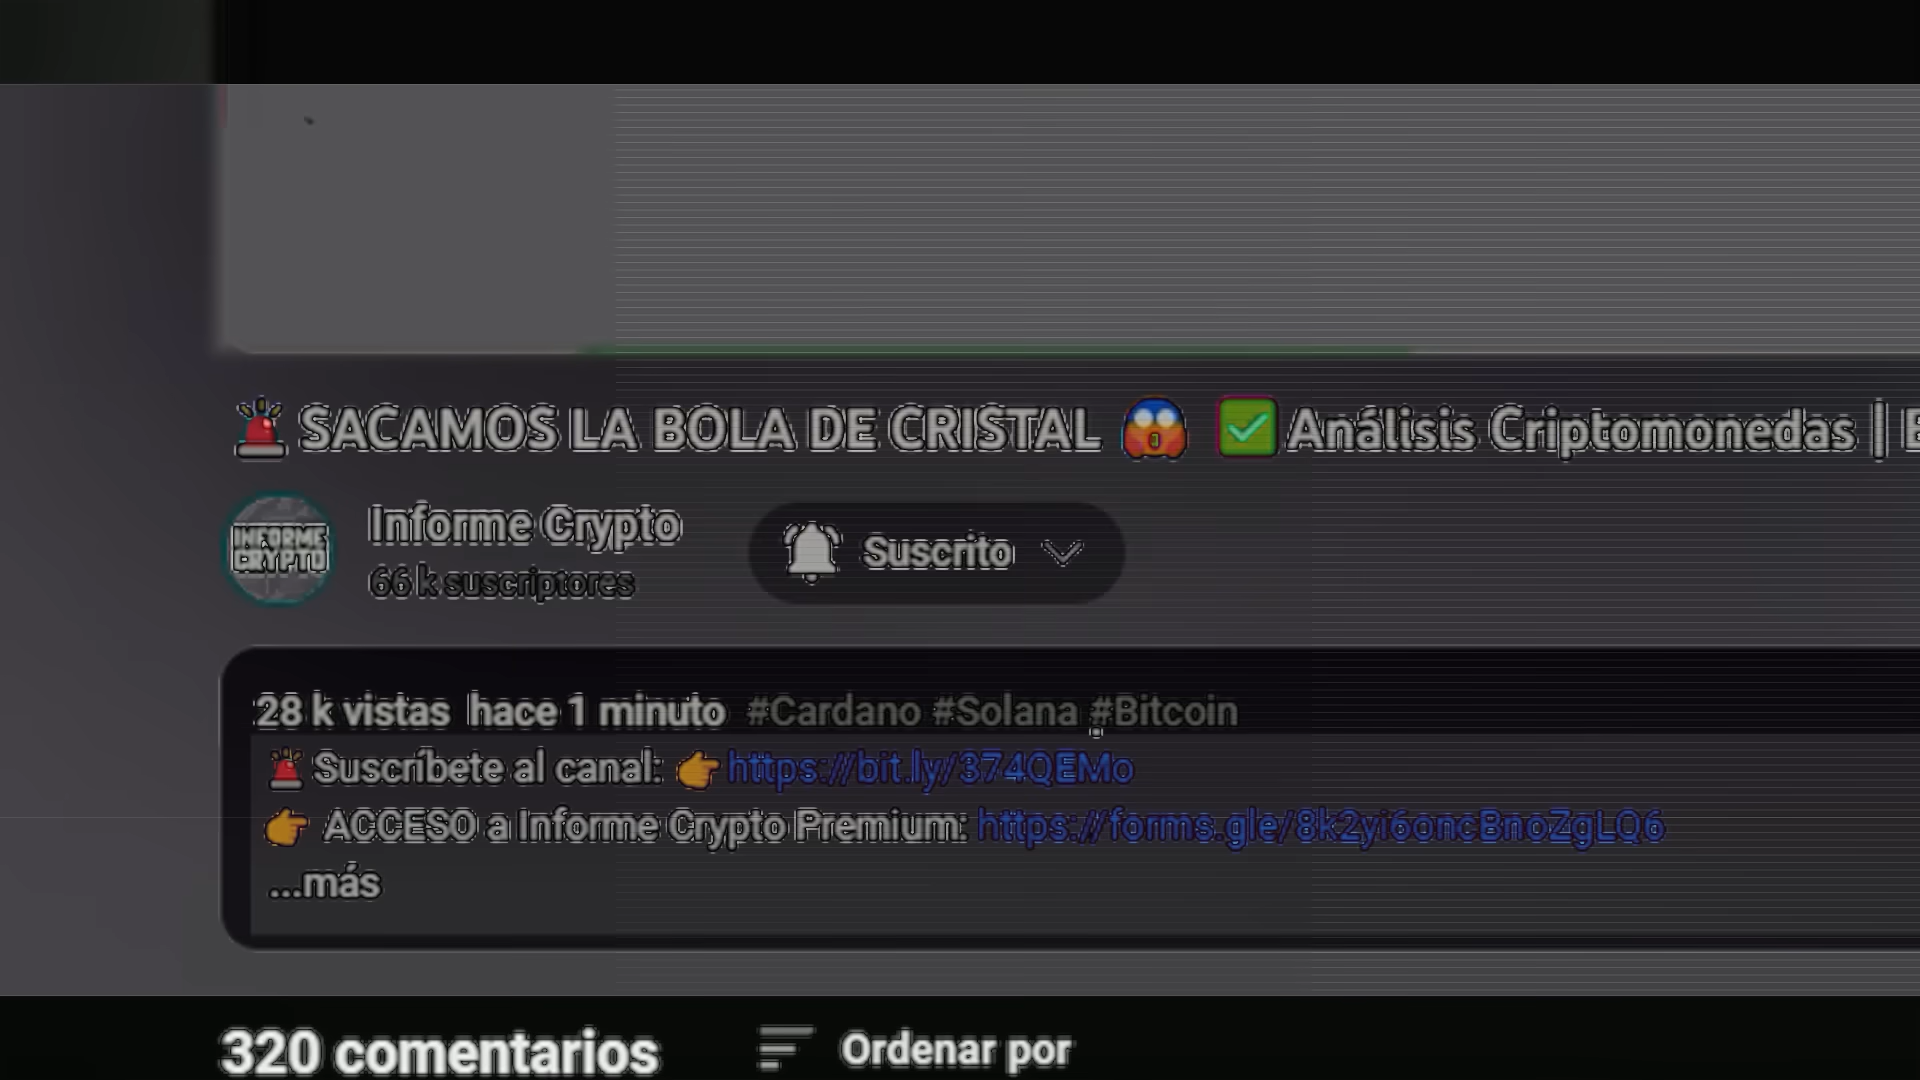 🚨 SACAMOS LA BOLA DE CRISTAL 😱 ✅ Análisis Criptomonedas |
INFORME
CRYPTO
Informe Crypto
66 k suscriptores
Suscrito
28 k vistas hace 1 minuto #Cardano #Solana #Bitcoin
🚨 Suscríbete al canal: 👉 https://bit.ly/374QEMo
👉 ACCESO a Informe Crypto Premium: https://forms.gle/8k2yi6oncBnoZgLQ6
...más
320 comentarios
Ordenar por